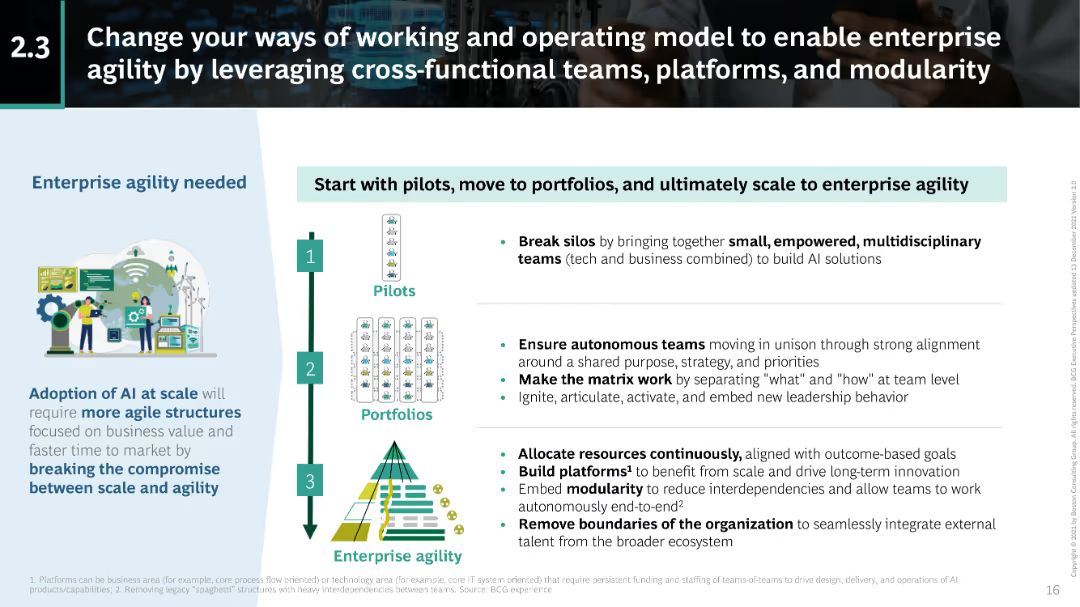 2.3
Change your ways of working and operating model to enable enterprise
agility by leveraging cross-functional teams, platforms, and modularity
Enterprise agility needed
Adoption of AI at scale will
require more agile structures
focused on business value and
faster time to market by
breaking the compromise
between scale and agility
Start with pilots, move to portfolios, and ultimately scale to enterprise agility
1
Pilots
• Break silos by bringing together small, empowered, multidisciplinary
teams (tech and business combined) to build AI solutions
2
Portfolios
• Ensure autonomous teams moving in unison through strong alignment
around a shared purpose, strategy, and priorities
• Make the matrix work by separating "what" and "how" at team level
• Ignite, articulate, activate, and embed new leadership behavior
3
Enterprise agility
• Allocate resources continuously, aligned with outcome-based goals
• Build platforms¹ to benefit from scale and drive long-term innovation
• Embed modularity to reduce interdependencies and allow teams to work
autonomously end-to-end²
• Remove boundaries of the organization to seamlessly integrate external
talent from the broader ecosystem
1. Platforms can be business area (for example, core process flow oriented) or technology area (for example, core IT system oriented) that require persistent funding and staffing of teams-of-teams to drive design, delivery, and operations of AI
products/capabilities; 2. Removing legacy "spaghetti" structures with heavy interdependencies between teams. Source: BCG experience
16
Copyright © 2021 by Boston Consulting Group. All rights reserved. BCG Executive Perspectives updated 13 December 2021 Version 2.0